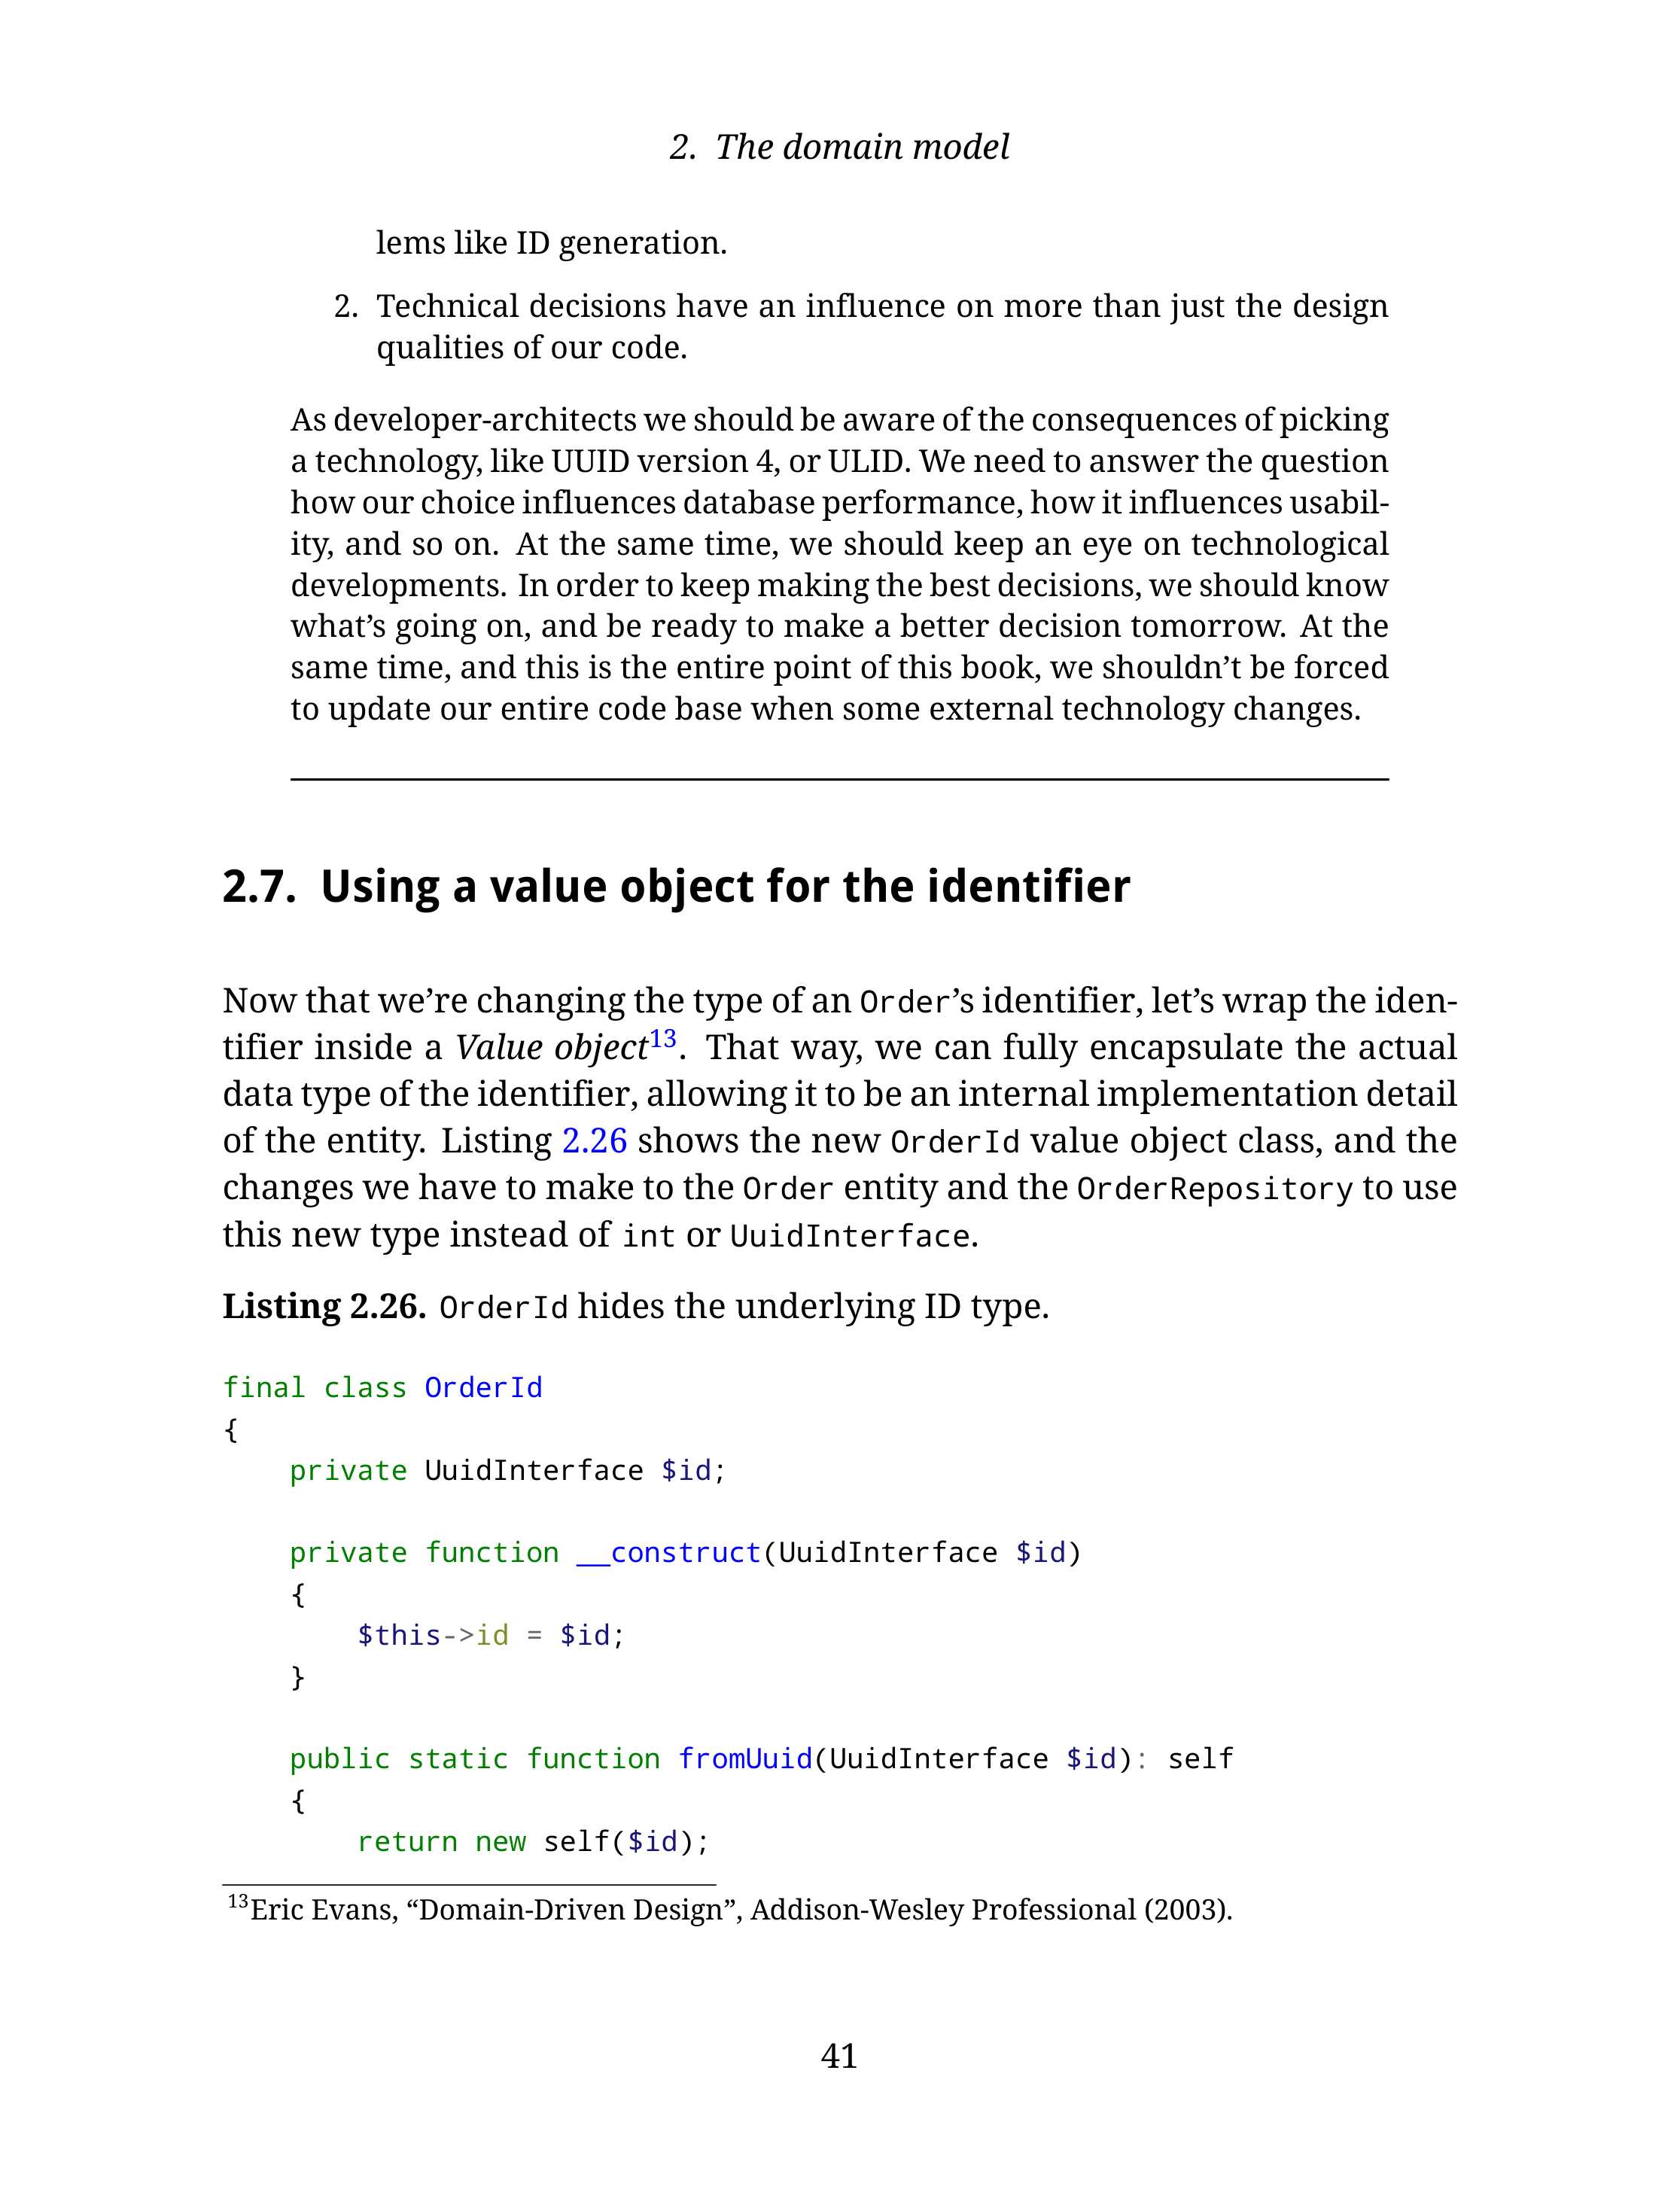 2. The domain model
lems like ID generation.
2. Technical decisions have an influence on more than just the design
qualities of our code.
As developer-architects we should be aware of the consequences of picking
a technology, like UUID version 4, or ULID. We need to answer the question
how our choice influences database performance, how it influences usabil-
ity, and so on. At the same time, we should keep an eye on technological
developments. In order to keep making the best decisions, we should know
what’s going on, and be ready to make a better decision tomorrow. At the
same time, and this is the entire point of this book, we shouldn’t be forced
to update our entire code base when some external technology changes.
2.7. Using a value object for the identifier
Now that we’re changing the type of an Order’s identifier, let’s wrap the iden-
tifier inside a Value object13. That way, we can fully encapsulate the actual
data type of the identifier, allowing it to be an internal implementation detail
of the entity. Listing 2.26 shows the new OrderId value object class, and the
changes we have to make to the Order entity and the OrderRepository to use
this new type instead of int or UuidInterface.
Listing 2.26. OrderId hides the underlying ID type.
final class OrderId
{
    private UuidInterface $id;
    private function __construct(UuidInterface $id)
    {
        $this->id = $id;
    }
    public static function fromUuid(UuidInterface $id): self
    {
        return new self($id);
13Eric Evans, “Domain-Driven Design”, Addison-Wesley Professional (2003).
41